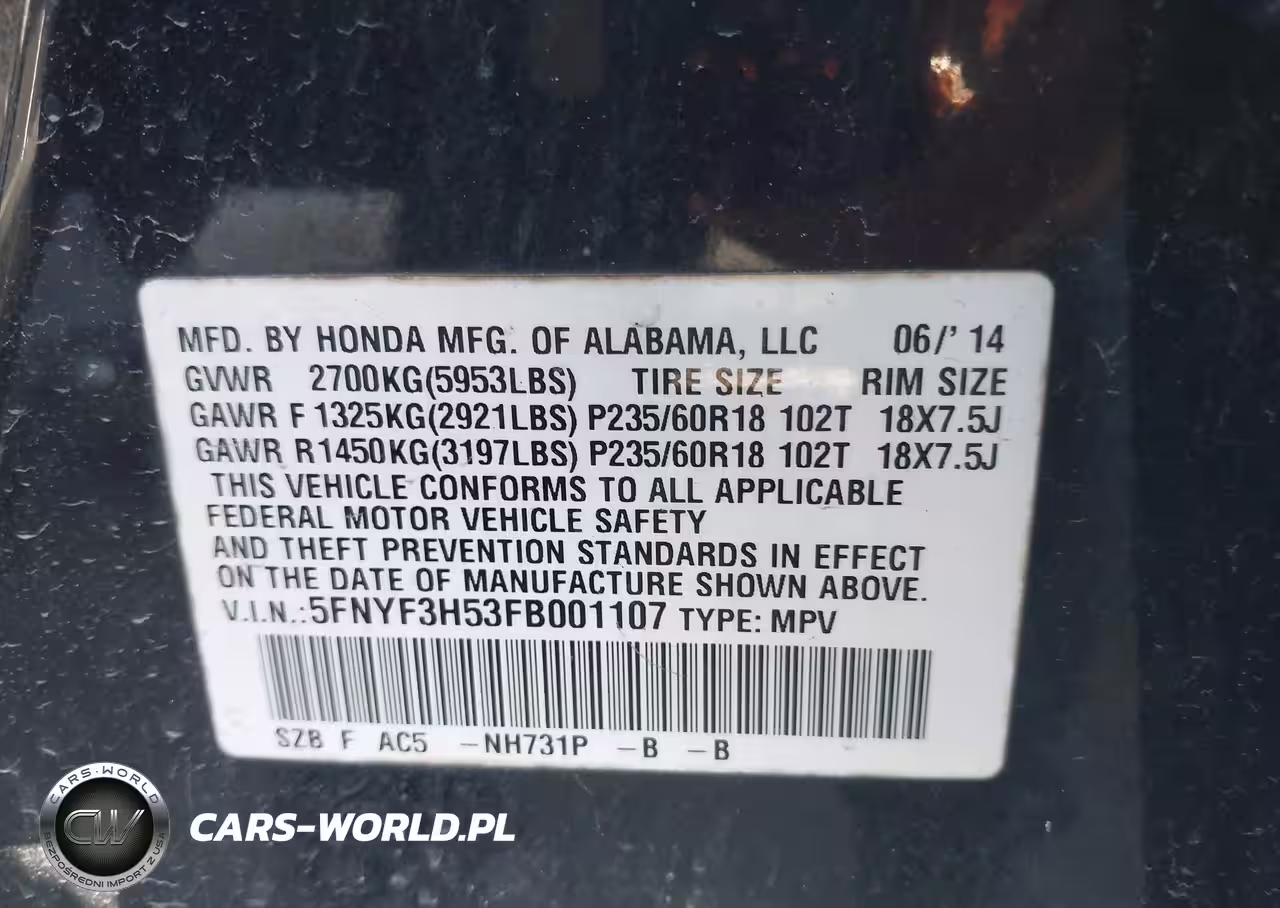 MFD. BY HONDA MFG. OF ALABAMA, LLC 06/' 14
GVWR 2700KG(5953LBS) TIRE SIZE RIM SIZE
GAWR F 1325KG(2921LBS) P235/60R18 102T 18X7.5J
GAWR R1450KG(3197LBS) P235/60R18 102T 18X7.5J
THIS VEHICLE CONFORMS TO ALL APPLICABLE
FEDERAL MOTOR VEHICLE SAFETY
AND THEFT PREVENTION STANDARDS IN EFFECT
ON THE DATE OF MANUFACTURE SHOWN ABOVE.
V.I.N.:5FNYF3H53FB001107 TYPE: MPV
SZB F AC5 -NH731P -B -B
CARS-WORLD
CW
BEZPOŚREDNI IMPORT Z USA
CARS-WORLD.PL